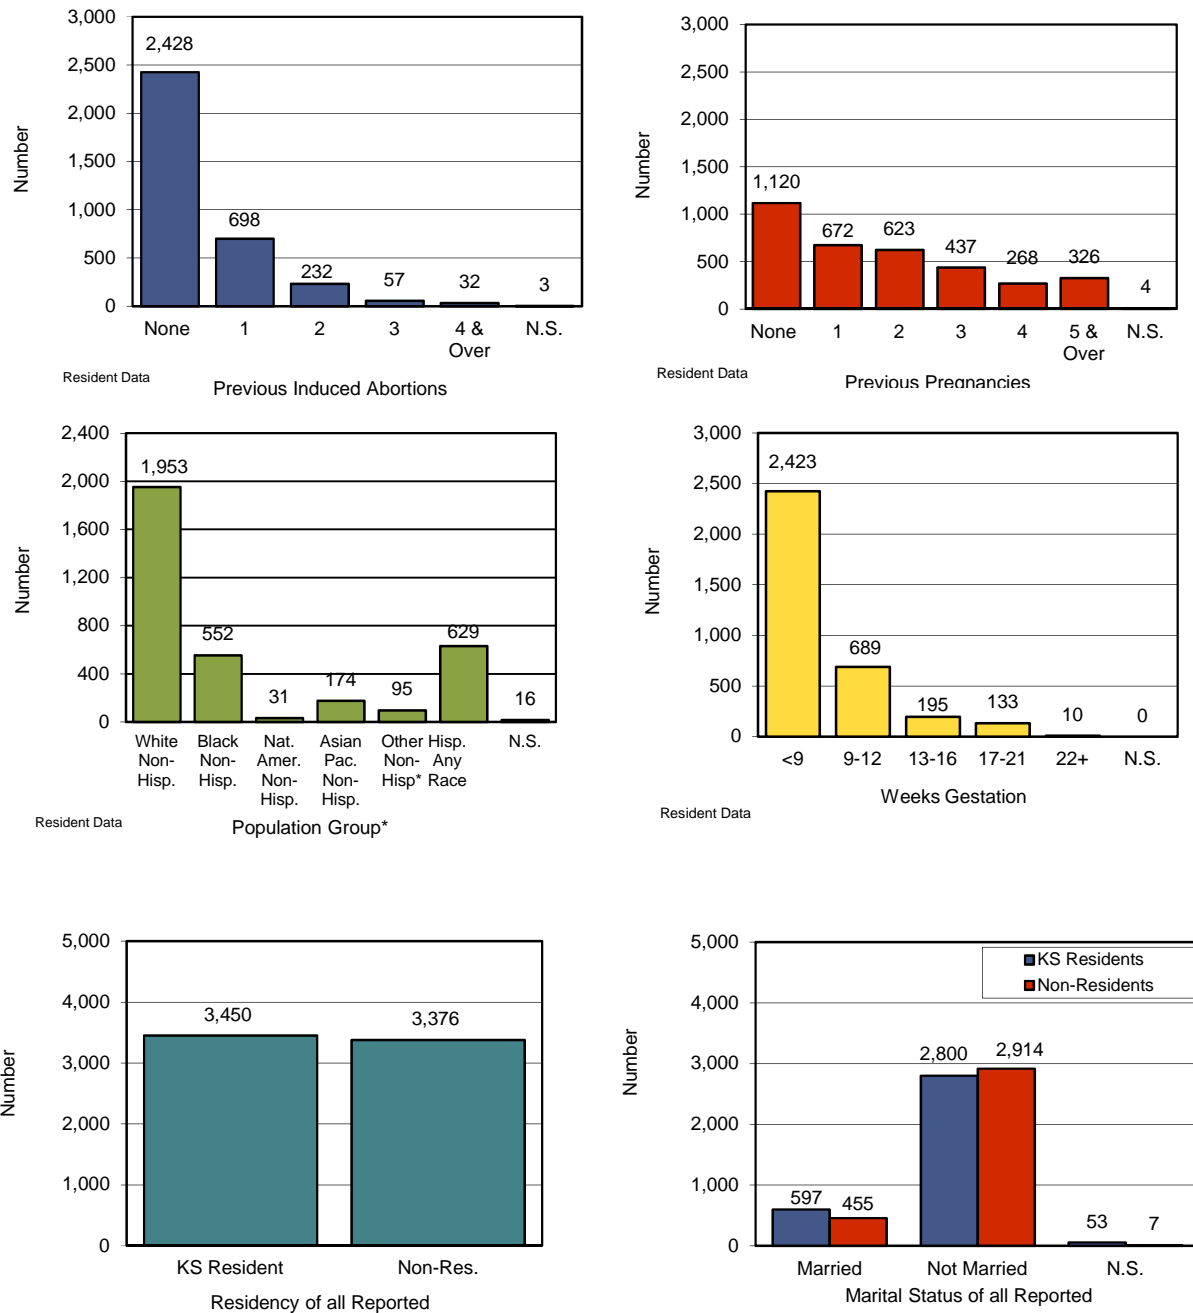 3,000
2,500
2,000
1,500
1,000
500
0
Number
2,428
698
232
57
32
3
None
1
2
3
4 &
Over
N.S.
Resident Data
Previous Induced Abortions
3,000
2,500
2,000
1,500
1,000
500
0
Number
1,120
672
623
437
268
326
4
None
1
2
3
4
5 &
Over
N.S.
Resident Data
Previous Pregnancies
2,400
2,000
1,600
1,200
800
400
0
Number
1,953
552
31
174
95
629
16
White
Non-
Hisp.
Black
Non-
Hisp.
Nat.
Amer.
Non-
Hisp.
Asian
Pac.
Non-
Hisp.
Other
Non-
Hisp*
Hisp.
Any
Race
N.S.
Resident Data
Population Group*
3,000
2,500
2,000
1,500
1,000
500
0
Number
2,423
689
195
133
10
0
<9
9-12
13-16
17-21
22+
N.S.
Weeks Gestation
Resident Data
5,000
4,000
3,000
2,000
1,000
0
Number
3,450
3,376
KS Resident
Non-Res.
Residency of all Reported
5,000
4,000
3,000
2,000
1,000
0
Number
KS Residents
Non-Residents
597
455
2,800
2,914
53
7
Married
Not Married
N.S.
Marital Status of all Reported